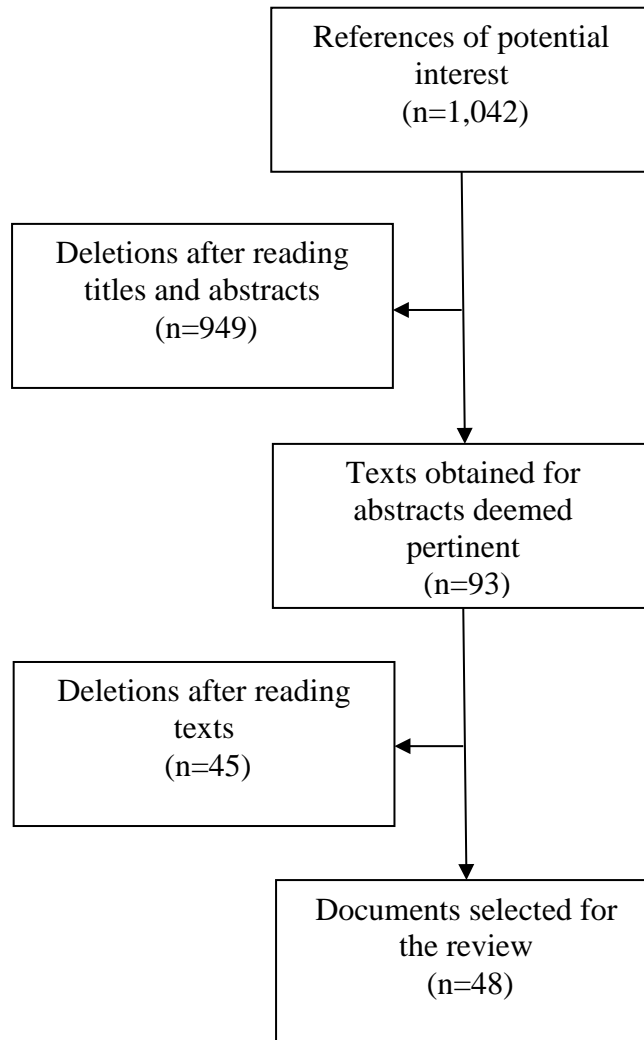 References of potential
interest
(n=1,042)
Deletions after reading
titles and abstracts
(n=949)
Texts obtained for
abstracts deemed
pertinent
(n=93)
Deletions after reading
texts
(n=45)
Documents selected for
the review
(n=48)